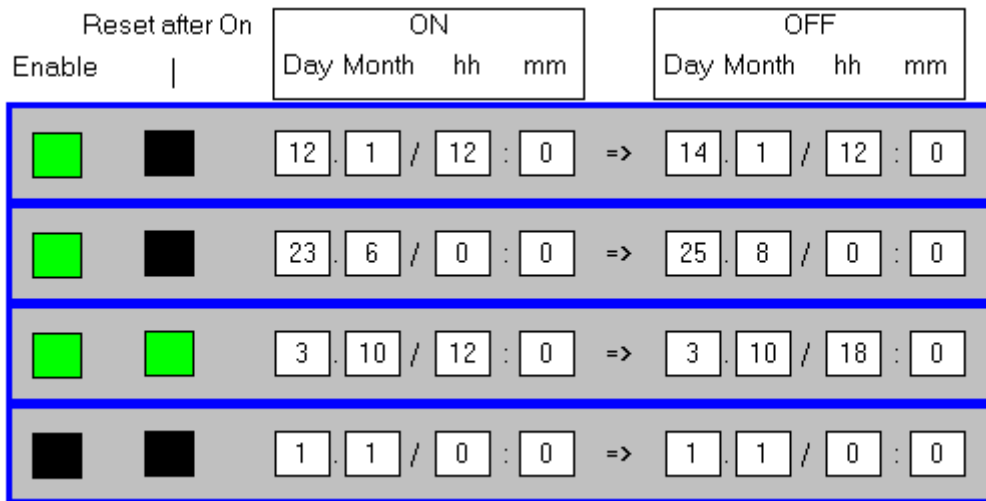 Reset after On ON OFF
Enable | Day Month hh mm Day Month hh mm
12 . 1 / 12 : 0 => 14 . 1 / 12 : 0
23 . 6 / 0 : 0 => 25 . 8 / 0 : 0
3 . 10 / 12 : 0 => 3 . 10 / 18 : 0
1 . 1 / 0 : 0 => 1 . 1 / 0 : 0